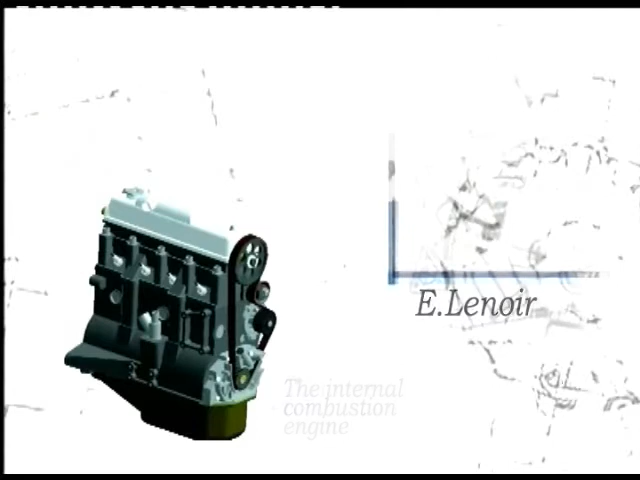 E.Lenoir
The internal
combustion
engine